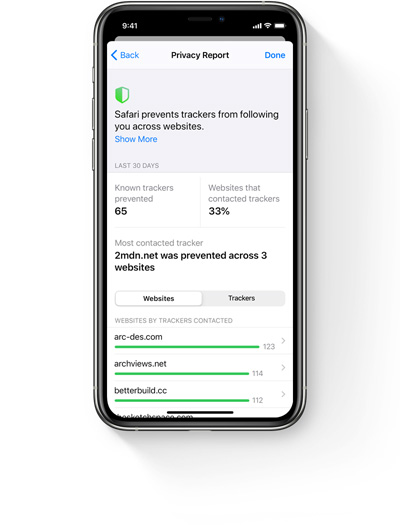 9:41
Back
Privacy Report
Done
Safari prevents trackers from following
you across websites.
Show More
LAST 30 DAYS
Known trackers
prevented
65
Websites that
contacted trackers
33%
Most contacted tracker
2mdn.net was prevented across 3
websites
Websites
Trackers
WEBSITES BY TRACKERS CONTACTED
arc-des.com
123
archviews.net
114
betterbuild.cc
112